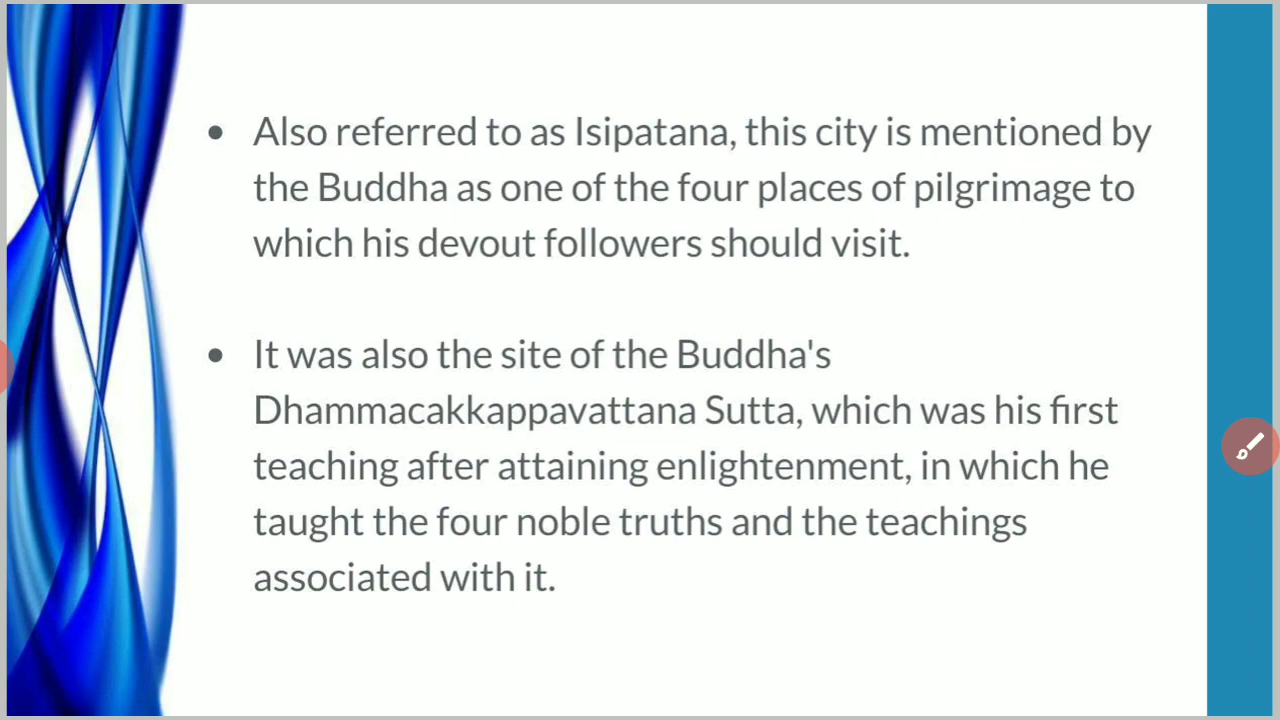 • Also referred to as Isipatana, this city is mentioned by
the Buddha as one of the four places of pilgrimage to
which his devout followers should visit.
• It was also the site of the Buddha's
Dhammacakkappavattana Sutta, which was his first
teaching after attaining enlightenment, in which he
taught the four noble truths and the teachings
associated with it.